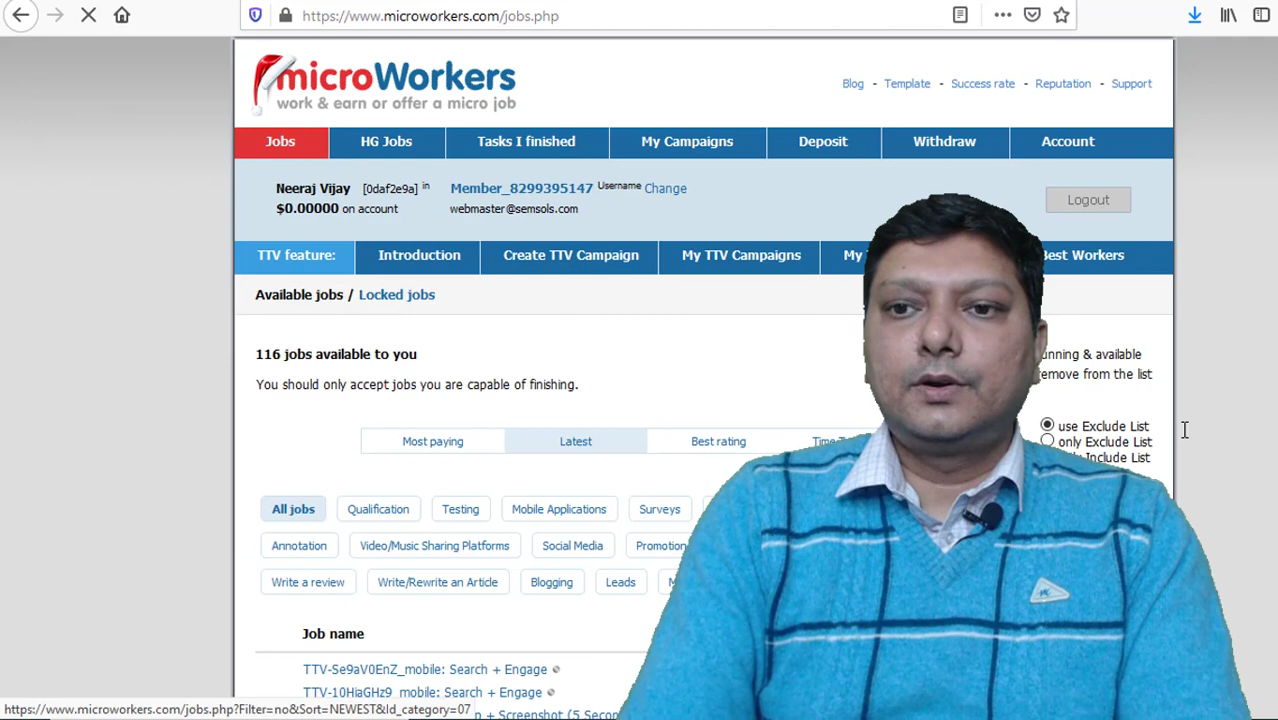 https://www.microworkers.com/jobs.php
microWorkers
work & earn or offer a micro job
Blog - Template - Success rate - Reputation - Support
Jobs HG Jobs Tasks I finished My Campaigns Deposit Withdraw Account
Neeraj Vijay [0daf2e9a] in Member_8299395147 Username Change
$0.00000 on account webmaster@semsols.com Logout
TTV feature: Introduction Create TTV Campaign My TTV Campaigns My Best Workers
Available jobs / Locked jobs
116 jobs available to you unning & available
remove from the list
You should only accept jobs you are capable of finishing.
use Exclude List
Most paying Latest Best rating Time only Exclude List
Include List
All jobs Qualification Testing Mobile Applications Surveys
Annotation Video/Music Sharing Platforms Social Media Promotion
Write a review Write/Rewrite an Article Blogging Leads
Job name
TTV-Se9aV0EnZ_mobile: Search + Engage
TTV-10HiaGHz9_mobile: Search + Engage
https://www.microworkers.com/jobs.php?Filter=no&Sort=NEWEST&Id_category=07 + Screenshot (5 Secon